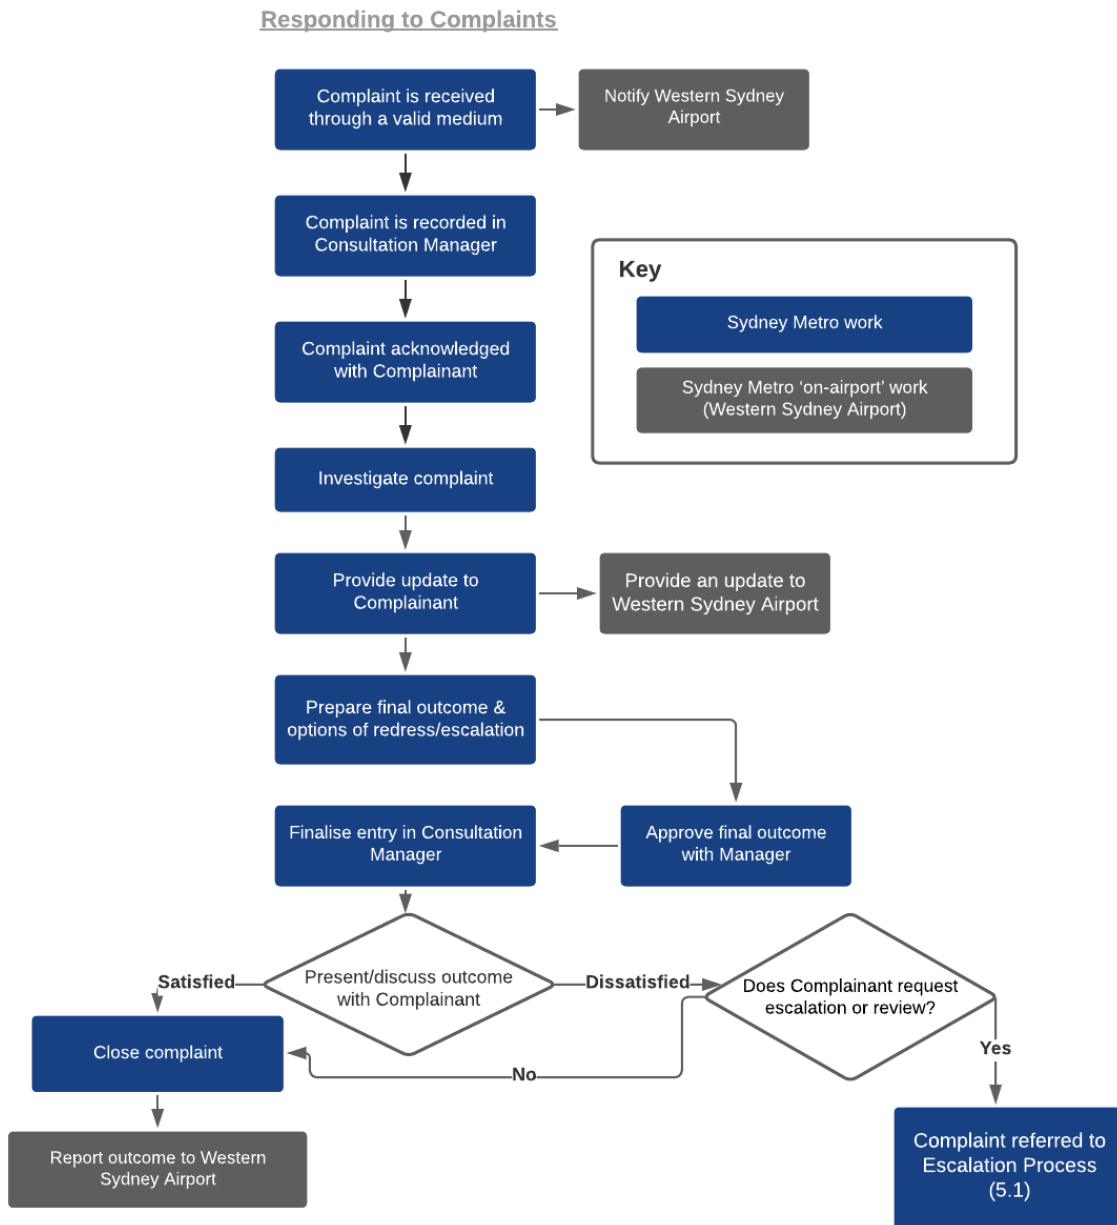 Responding to Complaints
Complaint is received
through a valid medium
Notify Western Sydney
Airport
Complaint is recorded in
Consultation Manager
Key
Sydney Metro work
Sydney Metro ‘on-airport’ work
(Western Sydney Airport)
Complaint acknowledged
with Complainant
Investigate complaint
Provide update to
Complainant
Provide an update to
Western Sydney Airport
Prepare final outcome &
options of redress/escalation
Approve final outcome
with Manager
Finalise entry in Consultation
Manager
Present/discuss outcome
with Complainant
Satisfied
Dissatisfied
Does Complainant request
escalation or review?
Close complaint
No
Yes
Report outcome to Western
Sydney Airport
Complaint referred to
Escalation Process
(5.1)